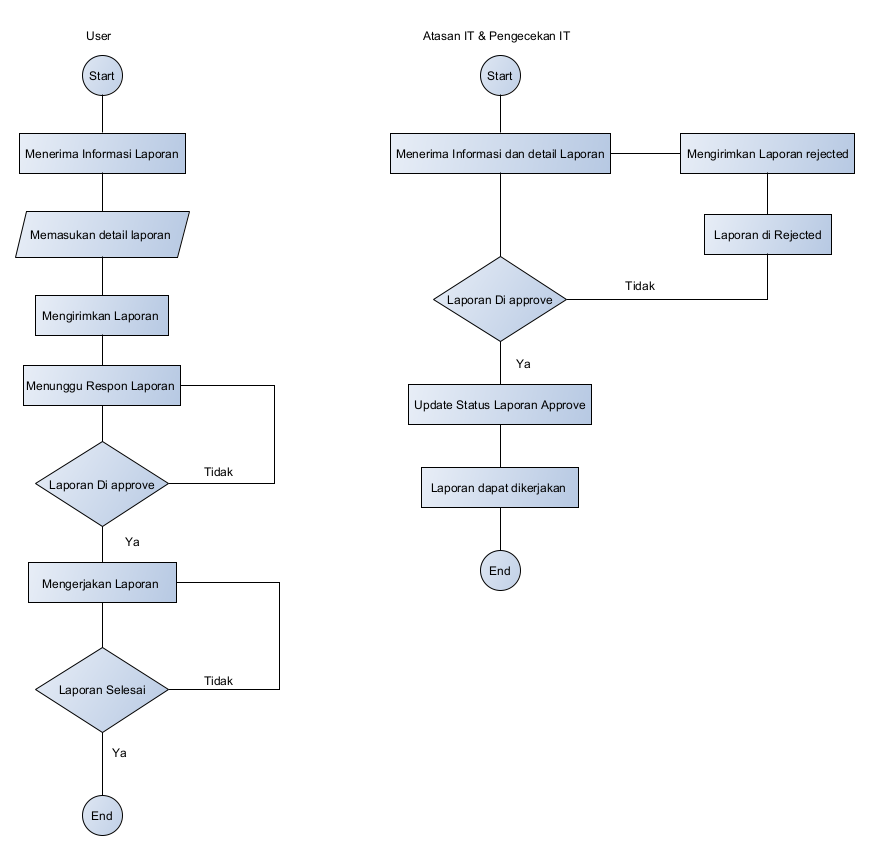 User
Start
Menerima Informasi Laporan
Memasukan detail laporan
Mengirimkan Laporan
Menunggu Respon Laporan
Laporan Di approve
Tidak
Ya
Mengerjakan Laporan
Laporan Selesai
Tidak
Ya
End
Atasan IT & Pengecekan IT
Start
Menerima Informasi dan detail Laporan
Mengirimkan Laporan rejected
Laporan di Rejected
Laporan Di approve
Tidak
Ya
Update Status Laporan Approve
Laporan dapat dikerjakan
End